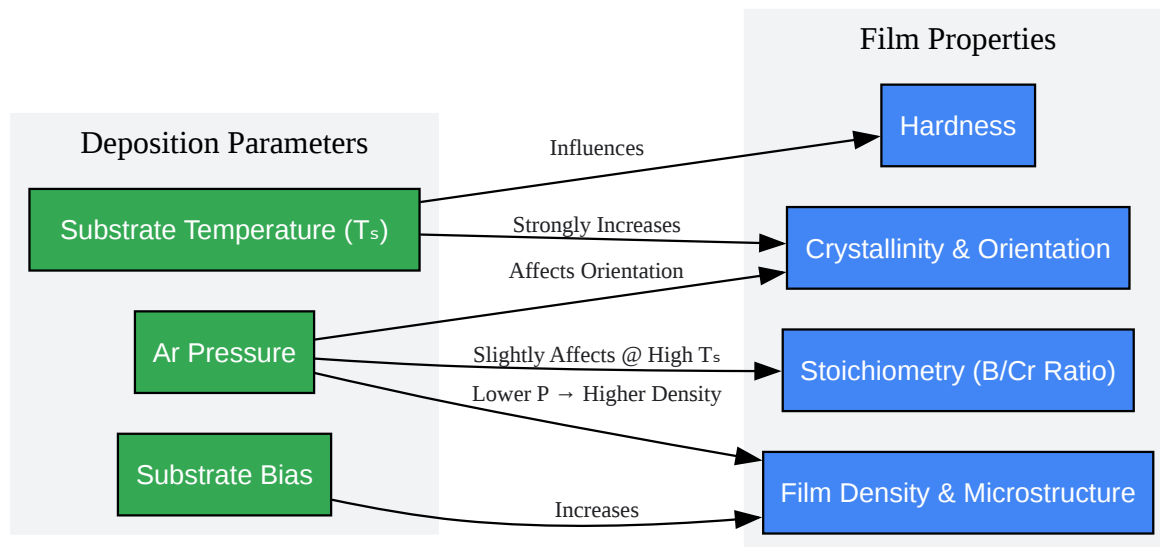 Film Properties
Hardness
Deposition Parameters
Influences
Substrate Temperature (Tₛ)
Strongly Increases
Crystallinity & Orientation
Affects Orientation
Ar Pressure
Slightly Affects @ High Tₛ
Stoichiometry (B/Cr Ratio)
Lower P → Higher Density
Substrate Bias
Film Density & Microstructure
Increases